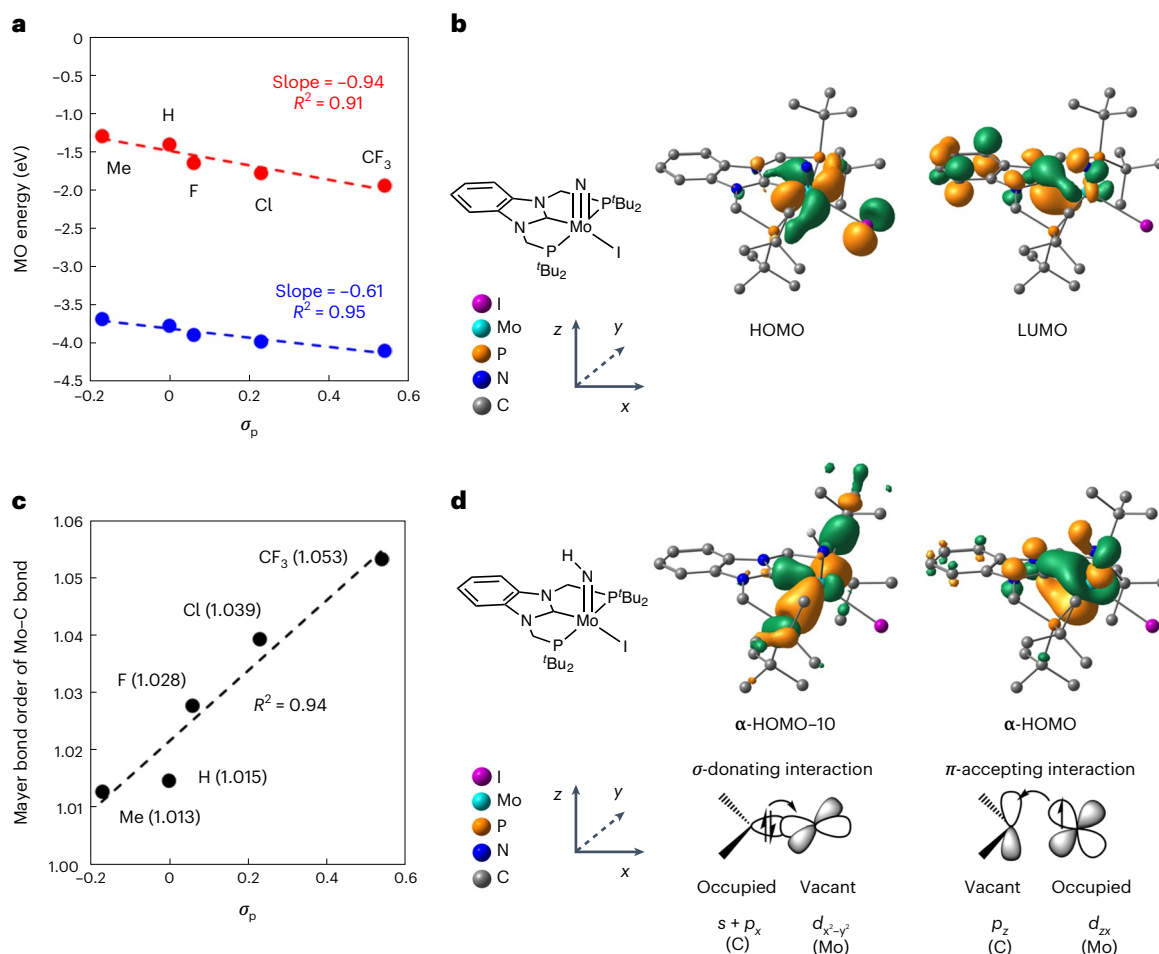 a
0
−0.5
−1.0
−1.5
−2.0
−2.5
−3.0
−3.5
−4.0
−4.5
MO energy (eV)
Slope = −0.94
R² = 0.91
H
Me
F
Cl
CF₃
Slope = −0.61
R² = 0.95
−0.2
0
0.2
0.4
0.6
σp
b
N
N
N
Mo
PᵗBu₂
P
ᵗBu₂
I
I
Mo
P
N
C
z
y
x
HOMO
LUMO
c
1.06
1.05
1.04
1.03
1.02
1.01
1.00
Mayer bond order of Mo–C bond
CF₃ (1.053)
Cl (1.039)
F (1.028)
R² = 0.94
H (1.015)
Me (1.013)
−0.2
0
0.2
0.4
0.6
σp
d
H
N
N
N
Mo
PᵗBu₂
P
ᵗBu₂
I
I
Mo
P
N
C
z
y
x
α-HOMO–10
α-HOMO
σ-donating interaction
π-accepting interaction
Occupied
Vacant
Vacant
Occupied
s + pₓ
(C)
dx²−y²
(Mo)
pz
(C)
dzx
(Mo)